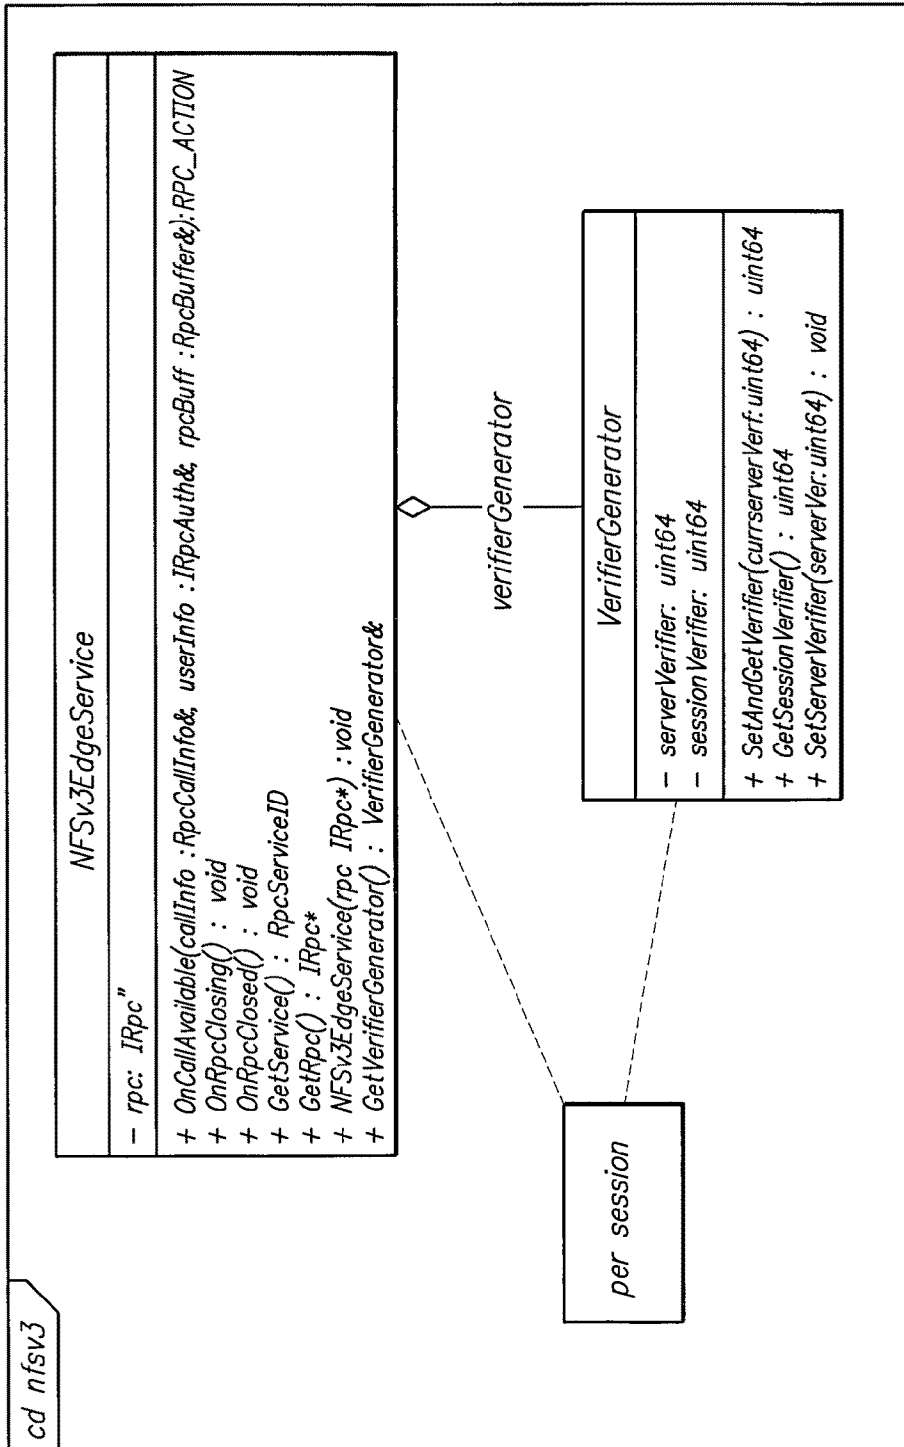 cd nfsv3
NFSv3EdgeService
– rpc: IRpc"
+ OnCallAvailable(callInfo :RpcCallInfo&, userInfo :IRpcAuth&, rpcBuff :RpcBuffer&):RPC_ACTION
+ OnRpcClosing() : void
+ OnRpcClosed() : void
+ GetService() : RpcServiceID
+ GetRpc() : IRpc*
+ NFSv3EdgeService(rpc IRpc*) :void
+ GetVerifierGenerator() : VerifierGenerator&
verifierGenerator
VerifierGenerator
– serverVerifier: uint64
– sessionVerifier: uint64
+ SetAndGetVerifier(currserverVerf:uint64) : uint64
+ GetSessionVerifier() : uint64
+ SetServerVerifier(serverVer:uint64) : void
per session